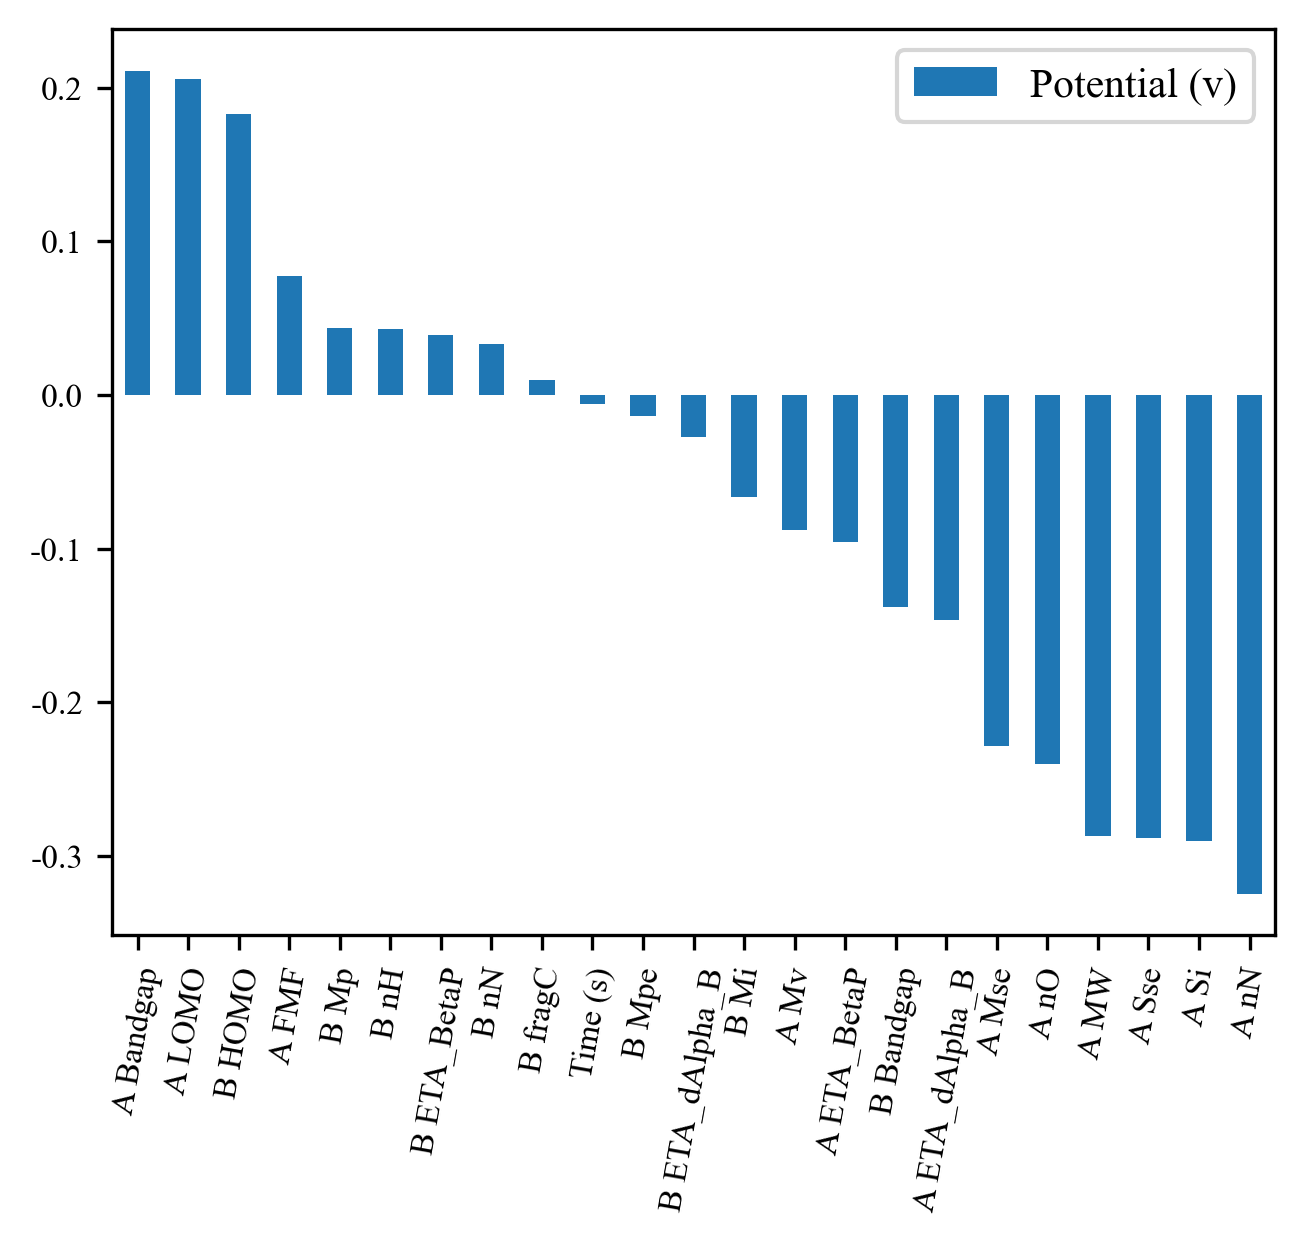 Potential (v)
0.2
0.1
0.0
-0.1
-0.2
-0.3
A Bandgap
A LOMO
B HOMO
A FMF
B Mp
B nH
B ETA_BetaP
B nN
B fragC
Time (s)
B Mpe
B ETA_dAlpha_B
B Mi
A Mv
A ETA_BetaP
B Bandgap
A ETA_dAlpha_B
A Mse
A nO
A MW
A Sse
A Si
A nN